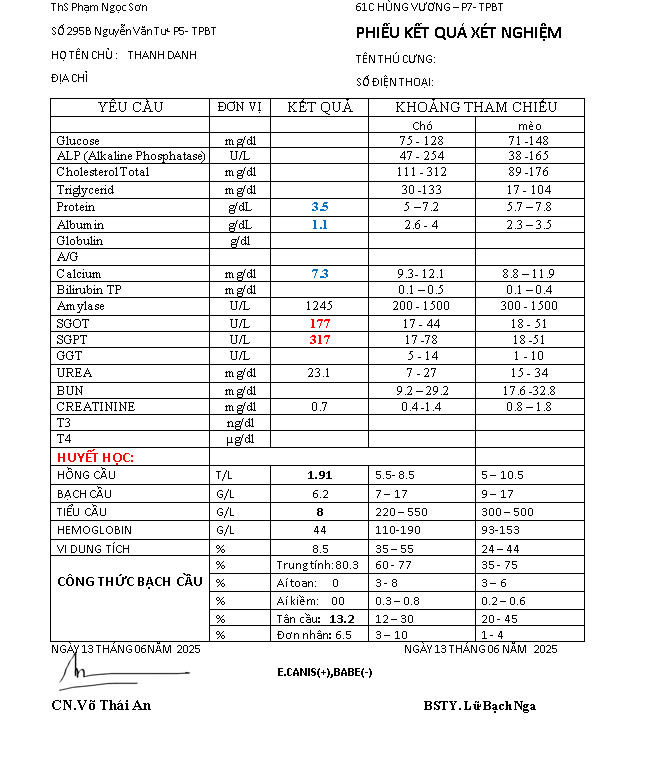 ThS Phạm Ngọc Sơn 61C HÙNG VƯƠNG – P7- TPBT
SỐ 295B Nguyễn Văn Tư- P5- TPBT PHIẾU KẾT QUẢ XÉT NGHIỆM
HỌ TÊN CHỦ : THANH DANH TÊN THÚ CƯNG:
ĐỊA CHỈ SỐ ĐIỆN THOẠI:
YÊU CẦU ĐƠN VỊ KẾT QUẢ KHOẢNG THAM CHIẾU
Chó mèo
Glucose mg/dl 75 - 128 71 -148
ALP (Alkaline Phosphatase) U/L 47 - 254 38 -165
Cholesterol Total mg/dl 111 - 312 89 -176
Triglycerid mg/dl 30 -133 17 - 104
Protein g/dL 3.5 5 – 7.2 5.7 – 7.8
Albumin g/dL 1.1 2.6 - 4 2.3 – 3.5
Globulin g/dl
A/G
Calcium mg/dl 7.3 9.3- 12.1 8.8 – 11.9
Bilirubin TP mg/dl 0.1 – 0.5 0.1 – 0.4
Amylase U/L 1245 200 - 1500 300 - 1500
SGOT U/L 177 17 - 44 18 - 51
SGPT U/L 317 17 -78 18 -51
GGT U/L 5 - 14 1 - 10
UREA mg/dl 23.1 7 - 27 15 - 34
BUN mg/dl 9.2 – 29.2 17.6 -32.8
CREATININE mg/dl 0.7 0.4 -1.4 0.8 – 1.8
T3 ng/dl
T4 µg/dl
HUYẾT HỌC:
HỒNG CẦU T/L 1.91 5.5- 8.5 5 – 10.5
BẠCH CẦU G/L 6.2 7 – 17 9 – 17
TIỂU CẦU G/L 8 220 – 550 300 – 500
HEMOGLOBIN G/L 44 110-190 93-153
VI DUNG TÍCH % 8.5 35 – 55 24 – 44
CÔNG THỨC BẠCH CẦU % Trung tính: 80.3 60 - 77 35 - 75
% Aí toan: 0 3- 8 3 – 6
% Aí kiềm: 00 0.3 – 0.8 0.2 – 0.6
% Tân cầu: 13.2 12 – 30 20 - 45
% Đơn nhân: 6.5 3 – 10 1 - 4
NGÀY 13 THÁNG 06 NĂM 2025 NGÀY 13 THÁNG 06 NĂM 2025
E.CANIS(+),BABE(-)
CN.Võ Thái An BSTY. Lữ Bạch Nga